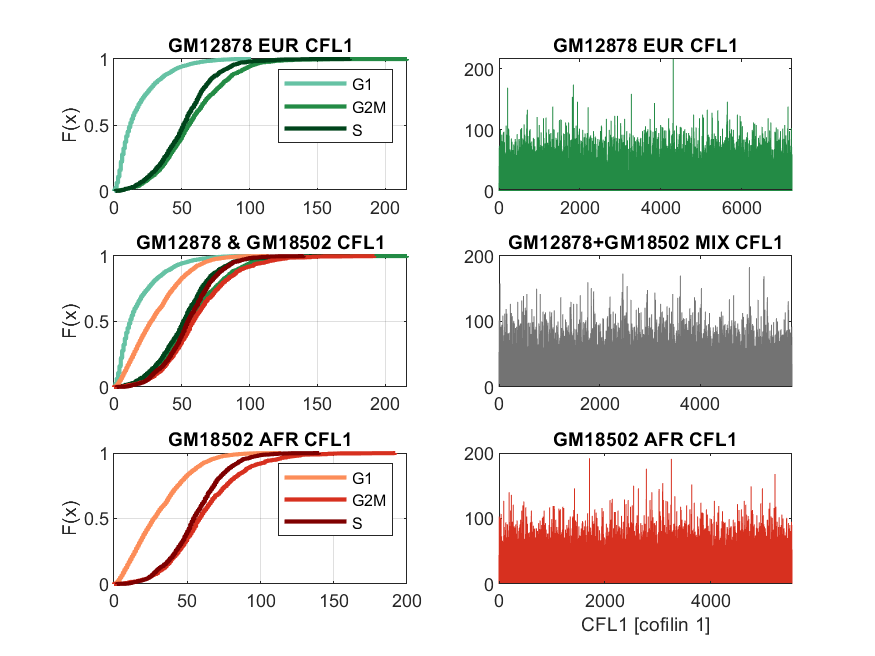 GM12878 EUR CFL1
F(x)
1
0.5
0
0 50 100 150 200
G1
G2M
S
GM12878 EUR CFL1
200
100
0
0 2000 4000 6000
GM12878 & GM18502 CFL1
F(x)
1
0.5
0
0 50 100 150 200
GM12878+GM18502 MIX CFL1
200
100
0
0 2000 4000
GM18502 AFR CFL1
F(x)
1
0.5
0
0 50 100 150 200
G1
G2M
S
GM18502 AFR CFL1
200
100
0
0 2000 4000
CFL1 [cofilin 1]